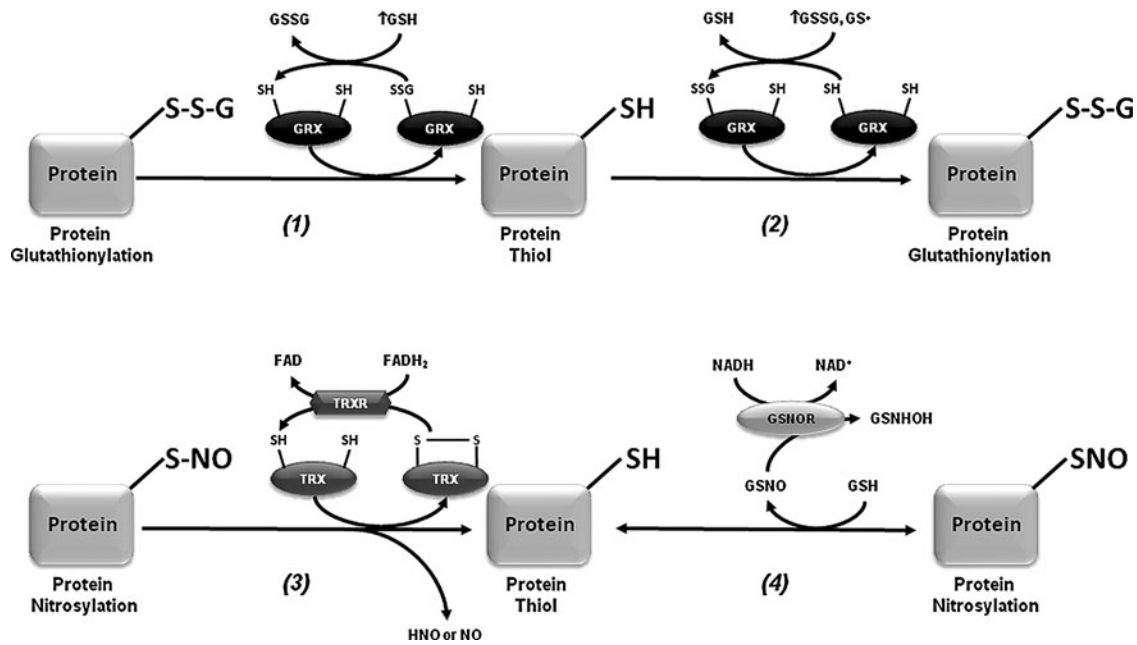 GSSG ↑GSH
GSH ↑GSSG, GS•
SH SH SSG SH
SSG SH SH SH
S-S-G
GRX GRX
SH
GRX GRX
S-S-G
Protein
Protein
Protein
(1)
(2)
Protein
Glutathionylation
Protein
Thiol
Protein
Glutathionylation
FAD FADH₂
NADH NAD⁺
TRXR
GSNOR GSNHOH
SH SH S S
S-NO
TRX TRX
SH
GSNO GSH
SNO
Protein
Protein
Protein
(3)
(4)
Protein
Nitrosylation
Protein
Thiol
Protein
Nitrosylation
HNO or NO